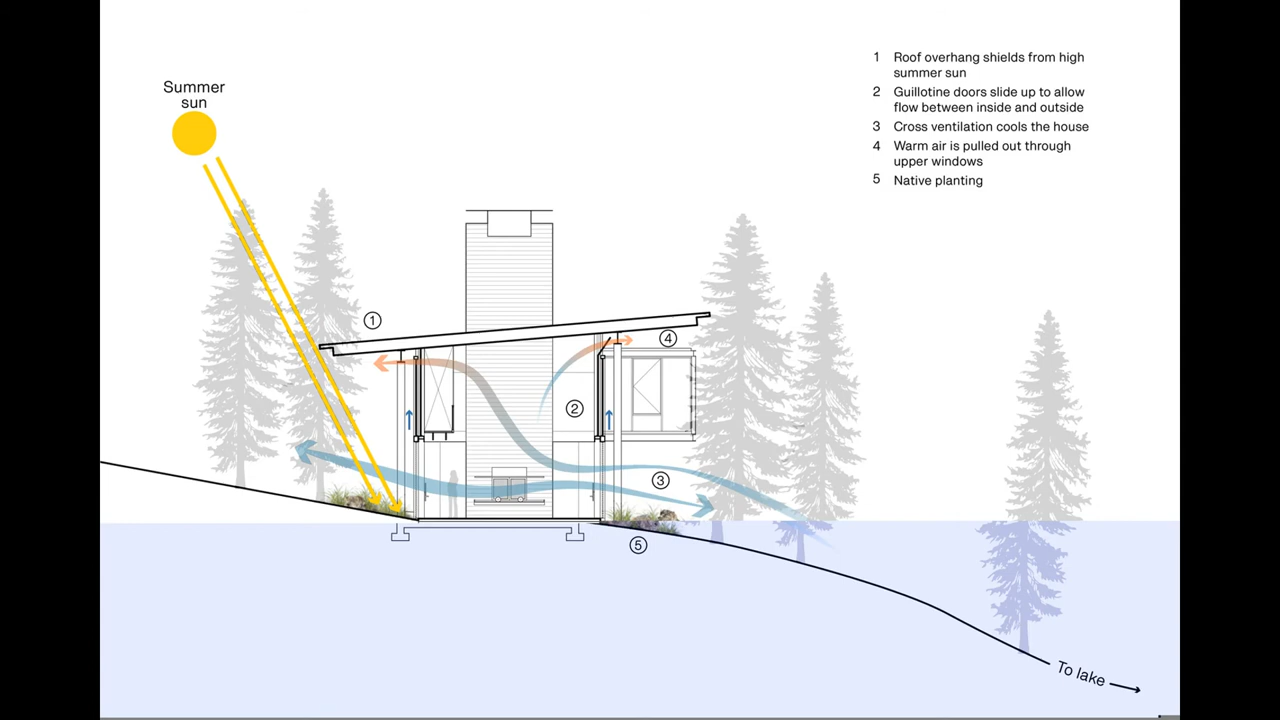 Summer
sun
1 Roof overhang shields from high
summer sun
2 Guillotine doors slide up to allow
flow between inside and outside
3 Cross ventilation cools the house
4 Warm air is pulled out through
upper windows
5 Native planting
1
4
2
3
5
To lake